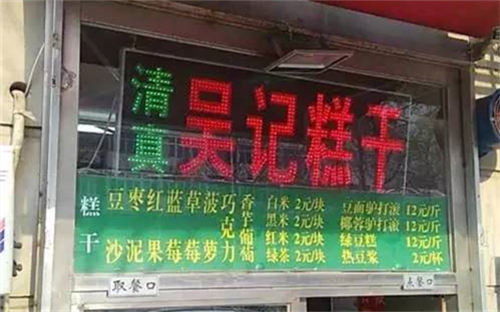 清真
吴记糕干
糕干
豆沙
枣泥
红果
蓝莓
草莓
波萝
巧克力
香芋
葡萄
白米 2元/块
黑米 2元/块
红米 2元/块
绿茶 2元/块
豆面驴打滚 12元/斤
椰蓉驴打滚 12元/斤
绿豆糕 12元/斤
热豆浆 2元/杯
取餐口
点餐口